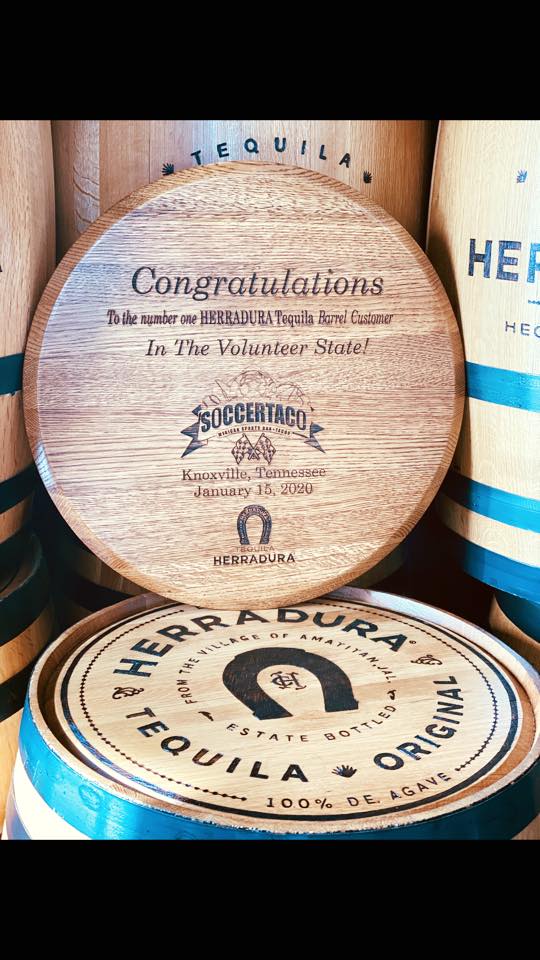 TEQUILA
HER
HEC
Congratulations
To the number one HERRADURA Tequila Barrel Customer
In The Volunteer State!
SOCCERTACO
MEXICAN SPORTS BAR - TACOS
Knoxville, Tennessee
January 15, 2020
TEQUILA
HERRADURA
HERRADURA®
FROM THE VILLAGE OF AMATITAN, JAL.
ESTATE BOTTLED
TEQUILA ORIGINAL
100% DE AGAVE